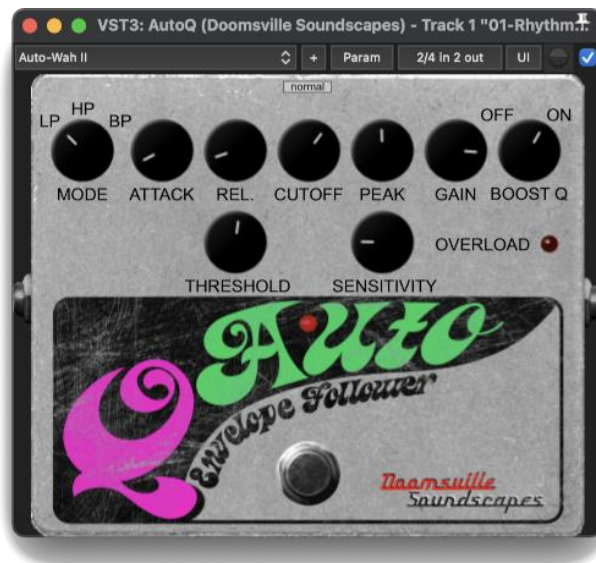 VST3: AutoQ (Doomsville Soundscapes) - Track 1 "01-Rhythm...
Auto-Wah II + Param 2/4 in 2 out UI
normal
LP HP BP OFF ON
MODE ATTACK REL. CUTOFF PEAK GAIN BOOST Q
OVERLOAD
THRESHOLD SENSITIVITY
Auto
Q
Envelope Follower
Doomsville
Soundscapes